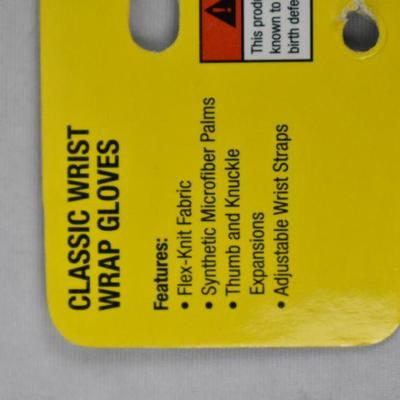 CLASSIC WRIST
WRAP GLOVES
Features:
• Flex-Knit Fabric
• Synthetic Microfiber Palms
• Thumb and Knuckle
Expansions
• Adjustable Wrist Straps
This produ
known to
birth defe